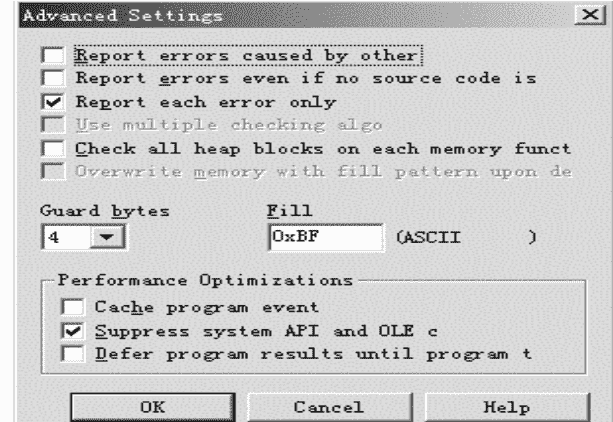 Advanced Settings
Report errors caused by other
Report errors even if no source code is
Report each error only
Use multiple checking algo
Check all heap blocks on each memory funct
Overwrite memory with fill pattern upon de
Guard bytes Fill
4 0xBF (ASCII )
Performance Optimizations
Cache program event
Suppress system API and OLE c
Defer program results until program t
OK Cancel Help